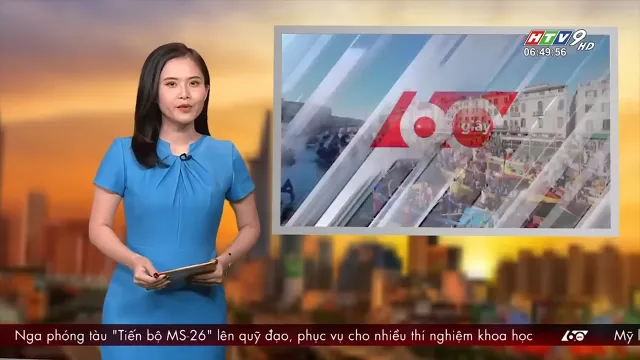 HTV9 HD
06:49:56
60 giây
Nga phóng tàu "Tiến bộ MS-26" lên quỹ đạo, phục vụ cho nhiều thí nghiệm khoa học 60 Mỹ